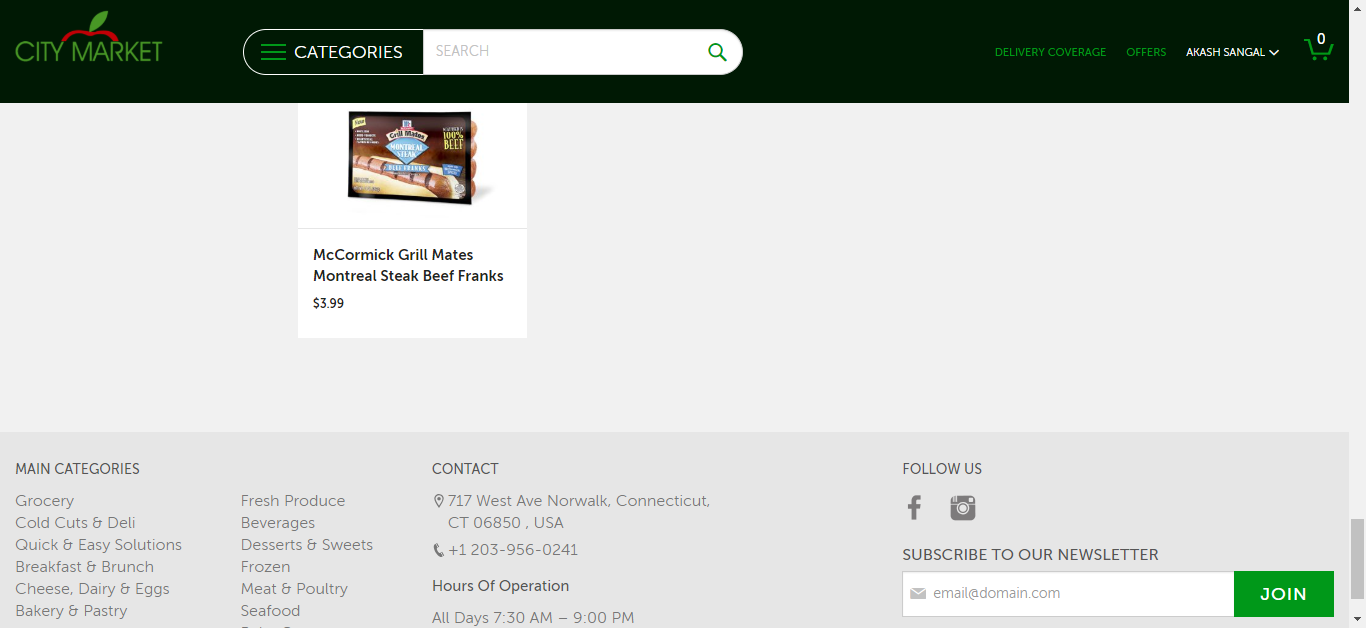 CITY MARKET
CATEGORIES
SEARCH
DELIVERY COVERAGE
OFFERS
AKASH SANGAL
0
Grill Mates
MONTREAL
STEAK
BEEF FRANKS
100%
BEEF
McCormick Grill Mates
Montreal Steak Beef Franks
$3.99
MAIN CATEGORIES
Grocery
Cold Cuts & Deli
Quick & Easy Solutions
Breakfast & Brunch
Cheese, Dairy & Eggs
Bakery & Pastry
Fresh Produce
Beverages
Desserts & Sweets
Frozen
Meat & Poultry
Seafood
CONTACT
717 West Ave Norwalk, Connecticut,
CT 06850 , USA
+1 203-956-0241
Hours Of Operation
All Days 7:30 AM – 9:00 PM
FOLLOW US
SUBSCRIBE TO OUR NEWSLETTER
email@domain.com
JOIN